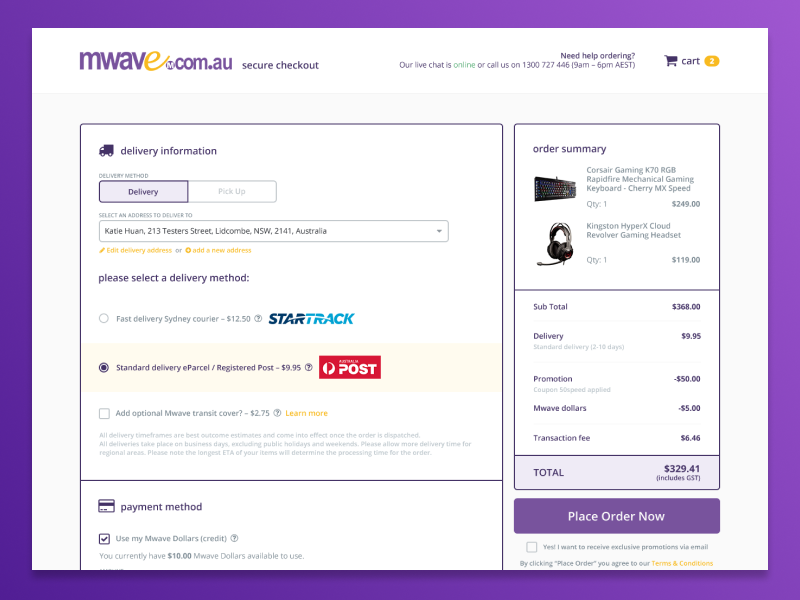 mwave.com.au secure checkout
Need help ordering?
Our live chat is online or call us on 1300 727 446 (9am – 6pm AEST)
cart 2
delivery information
DELIVERY METHOD
Delivery
Pick Up
SELECT AN ADDRESS TO DELIVER TO
Katie Huan, 213 Testers Street, Lidcombe, NSW, 2141, Australia
Edit delivery address or add a new address
please select a delivery method:
Fast delivery Sydney courier – $12.50 ? STARTRACK
Standard delivery eParcel / Registered Post – $9.95 ? AUSTRALIA POST
Add optional Mwave transit cover? – $2.75 ? Learn more
All delivery timeframes are best outcome estimates and come into effect once the order is dispatched.
All deliveries take place on business days, excluding public holidays and weekends. Please allow more delivery time for
regional areas. Please note the longest ETA of your items will determine the processing time for the order.
payment method
Use my Mwave Dollars (credit) ?
You currently have $10.00 Mwave Dollars available to use.
order summary
Corsair Gaming K70 RGB
Rapidfire Mechanical Gaming
Keyboard - Cherry MX Speed
Qty: 1 $249.00
Kingston HyperX Cloud
Revolver Gaming Headset
Qty: 1 $119.00
Sub Total $368.00
Delivery $9.95
Standard delivery (2-10 days)
Promotion -$50.00
Coupon 50speed applied
Mwave dollars -$5.00
Transaction fee $6.46
TOTAL $329.41
(includes GST)
Place Order Now
Yes! I want to receive exclusive promotions via email
By clicking "Place Order" you agree to our Terms & Conditions